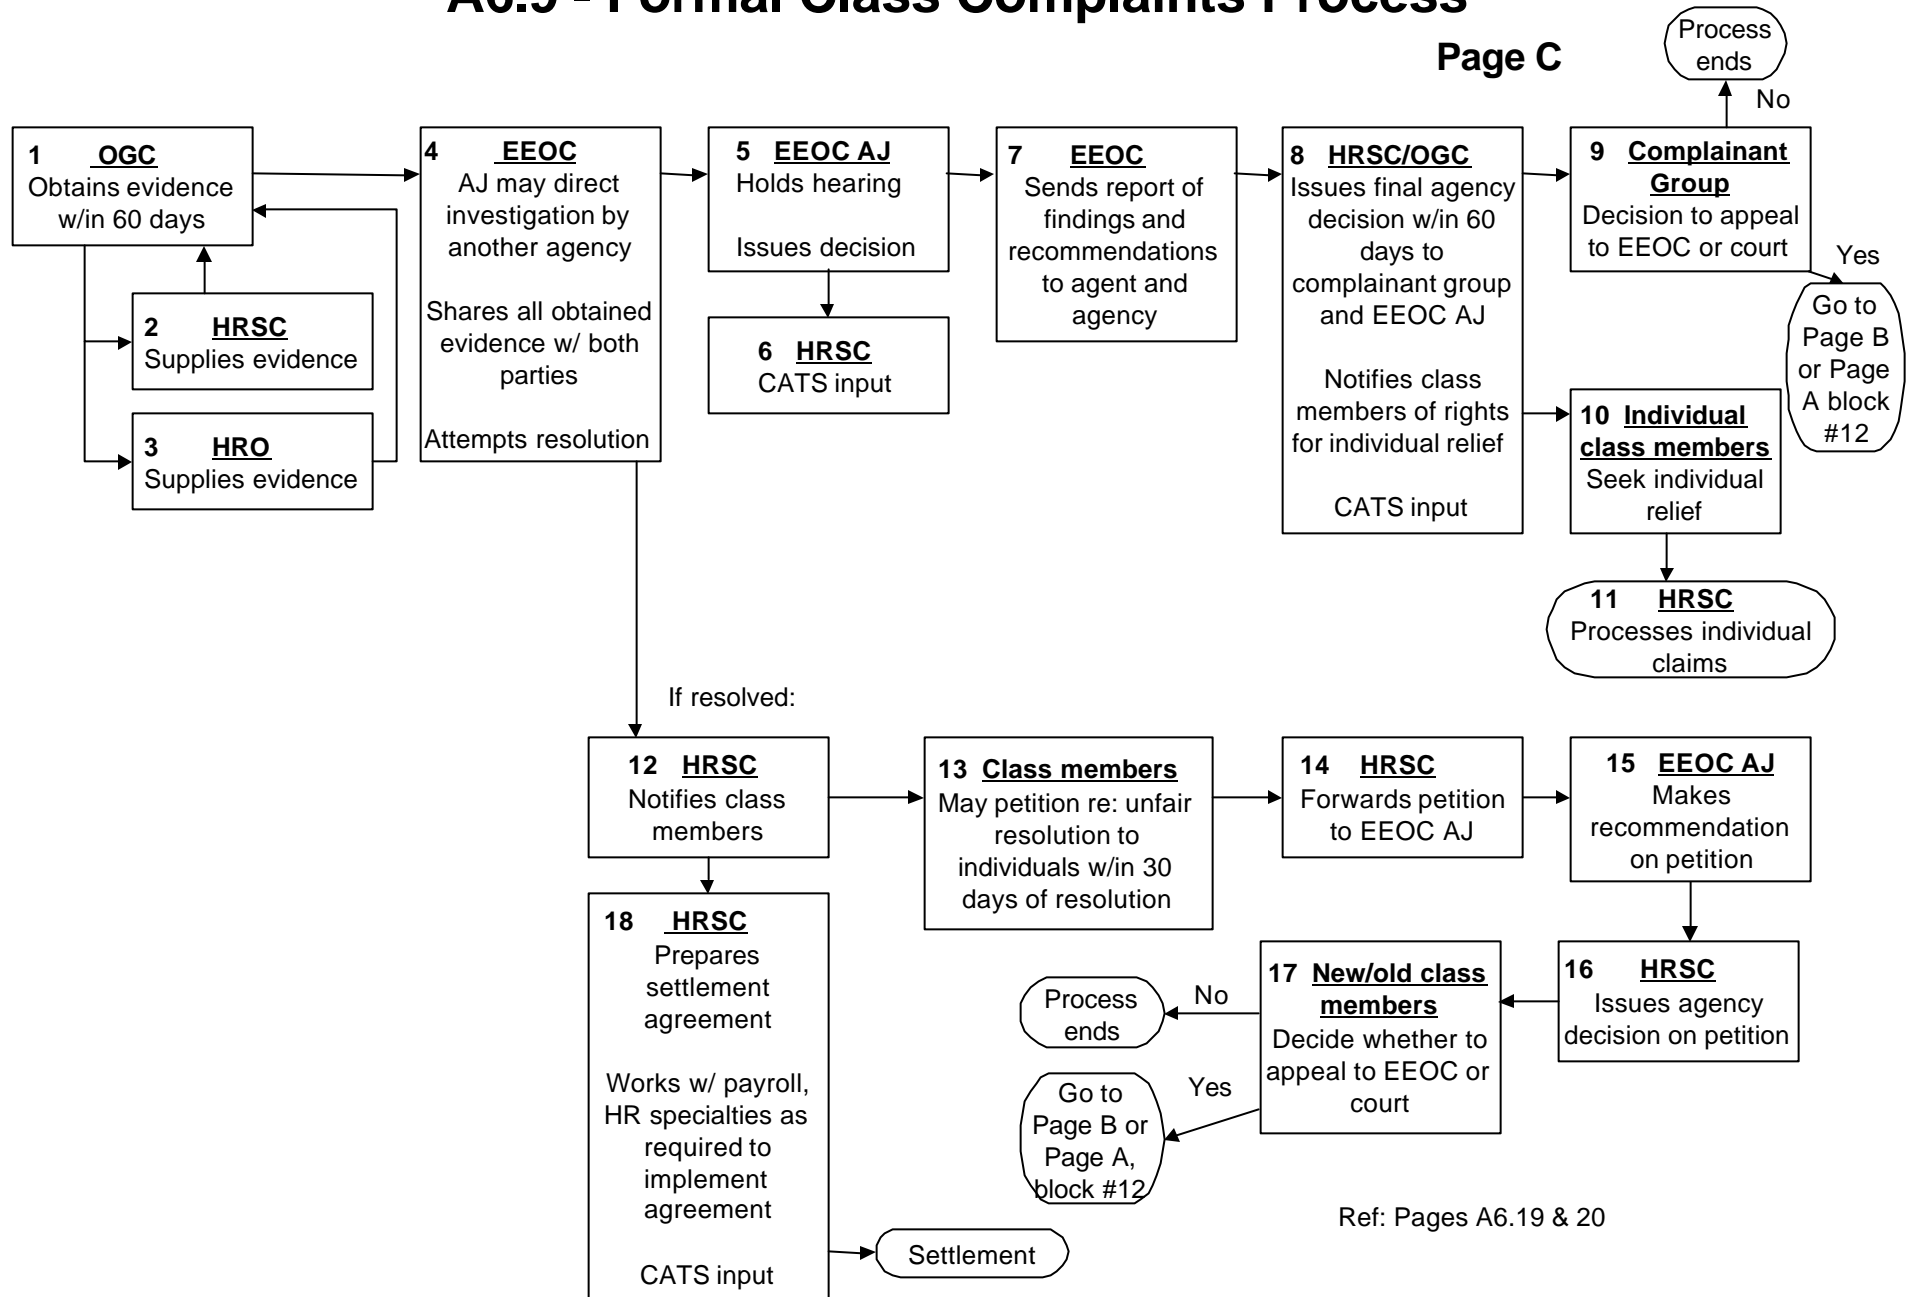 A6.9 - Formal Class Complaints Process
Page C
Process
ends
No
1 OGC
Obtains evidence
w/in 60 days
2 HRSC
Supplies evidence
3 HRO
Supplies evidence
4 EEOC
AJ may direct
investigation by
another agency
Shares all obtained
evidence w/ both
parties
Attempts resolution
5 EEOC AJ
Holds hearing
Issues decision
6 HRSC
CATS input
7 EEOC
Sends report of
findings and
recommendations
to agent and
agency
8 HRSC/OGC
Issues final agency
decision w/in 60
days to
complainant group
and EEOC AJ
Notifies class
members of rights
for individual relief
CATS input
9 Complainant
Group
Decision to appeal
to EEOC or court
Yes
Go to
Page B
or Page
A block
#12
10 Individual
class members
Seek individual
relief
11 HRSC
Processes individual
claims
If resolved:
12 HRSC
Notifies class
members
13 Class members
May petition re: unfair
resolution to
individuals w/in 30
days of resolution
14 HRSC
Forwards petition
to EEOC AJ
15 EEOC AJ
Makes
recommendation
on petition
16 HRSC
Issues agency
decision on petition
17 New/old class
members
Decide whether to
appeal to EEOC or
court
No
Process
ends
Yes
Go to
Page B or
Page A,
block #12
18 HRSC
Prepares
settlement
agreement
Works w/ payroll,
HR specialties as
required to
implement
agreement
CATS input
Settlement
Ref: Pages A6.19 & 20